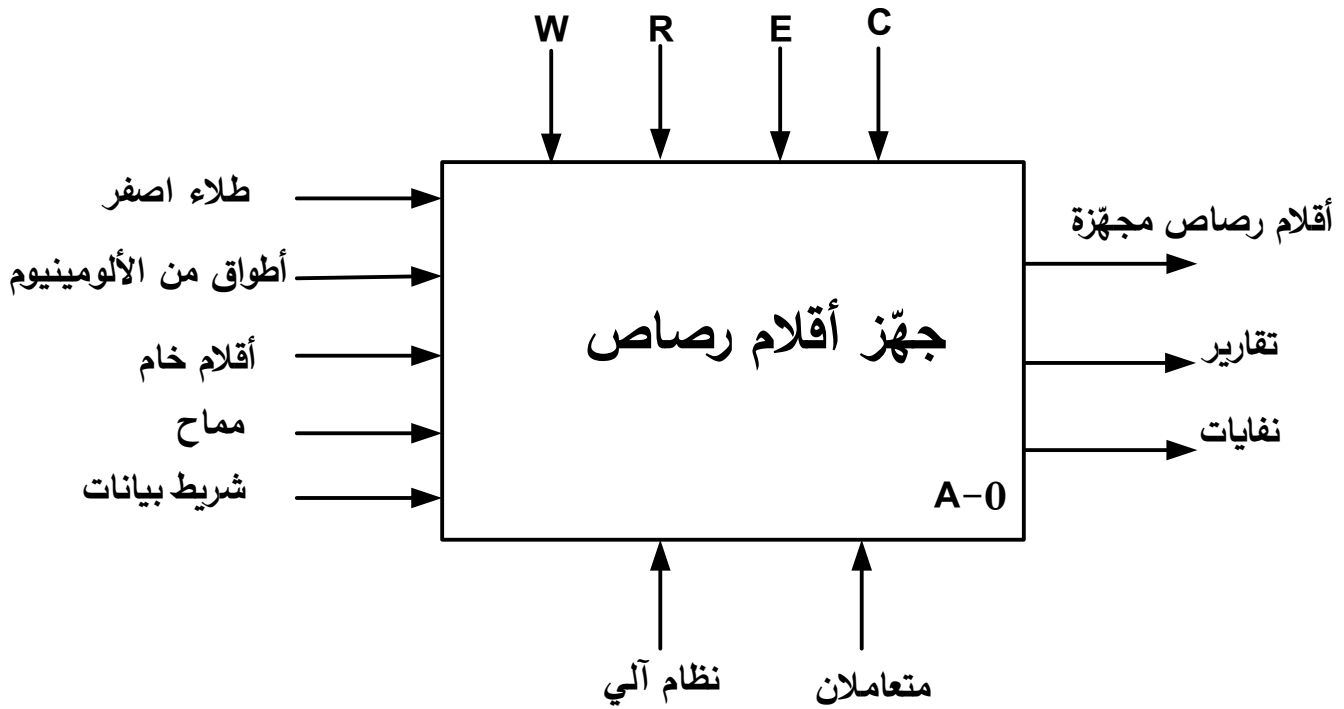 W R E C
طلاء اصفر
أطواق من الألومينيوم
أقلام خام
مماح
شريط بيانات
جهّز أقلام رصاص
A-0
أقلام رصاص مجهّزة
تقارير
نفايات
نظام آلي
متعاملان